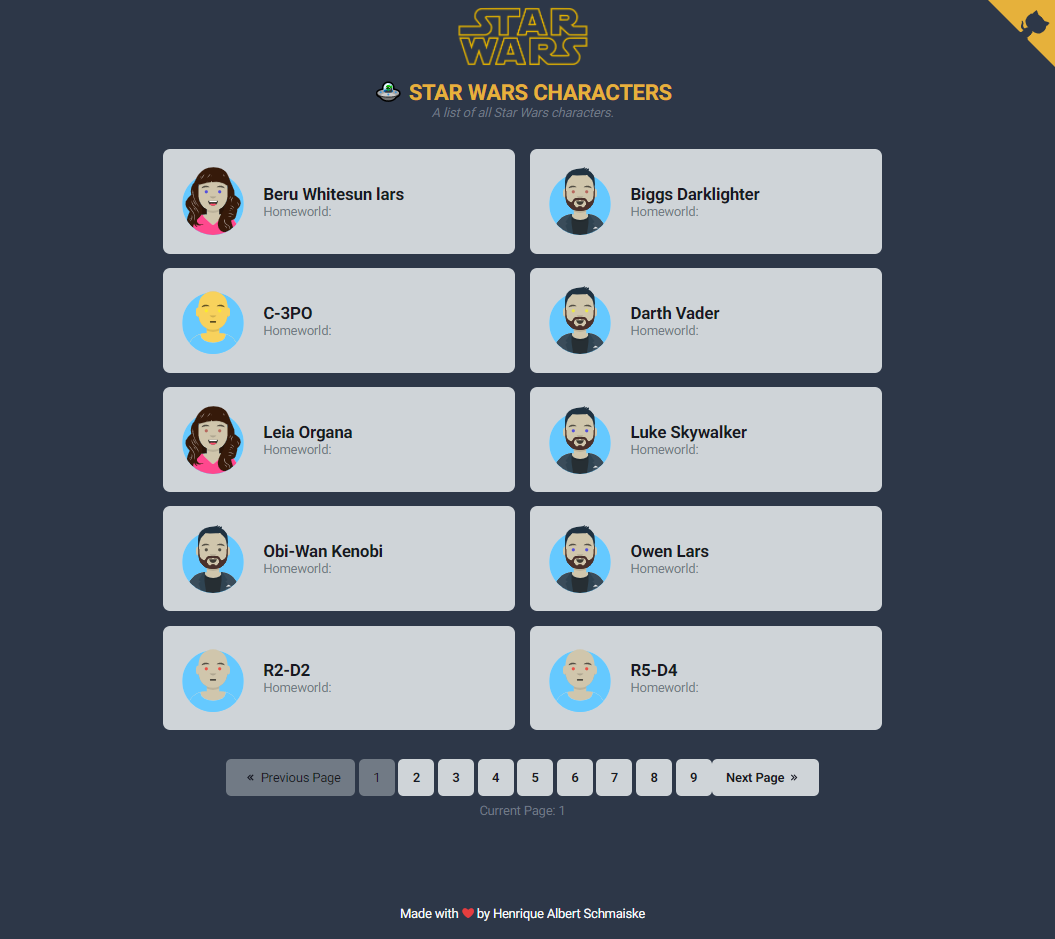 STAR
WARS
STAR WARS CHARACTERS
A list of all Star Wars characters.
Beru Whitesun lars
Homeworld:
Biggs Darklighter
Homeworld:
C-3PO
Homeworld:
Darth Vader
Homeworld:
Leia Organa
Homeworld:
Luke Skywalker
Homeworld:
Obi-Wan Kenobi
Homeworld:
Owen Lars
Homeworld:
R2-D2
Homeworld:
R5-D4
Homeworld:
« Previous Page 1 2 3 4 5 6 7 8 9 Next Page »
Current Page: 1
Made with ❤️ by Henrique Albert Schmaiske